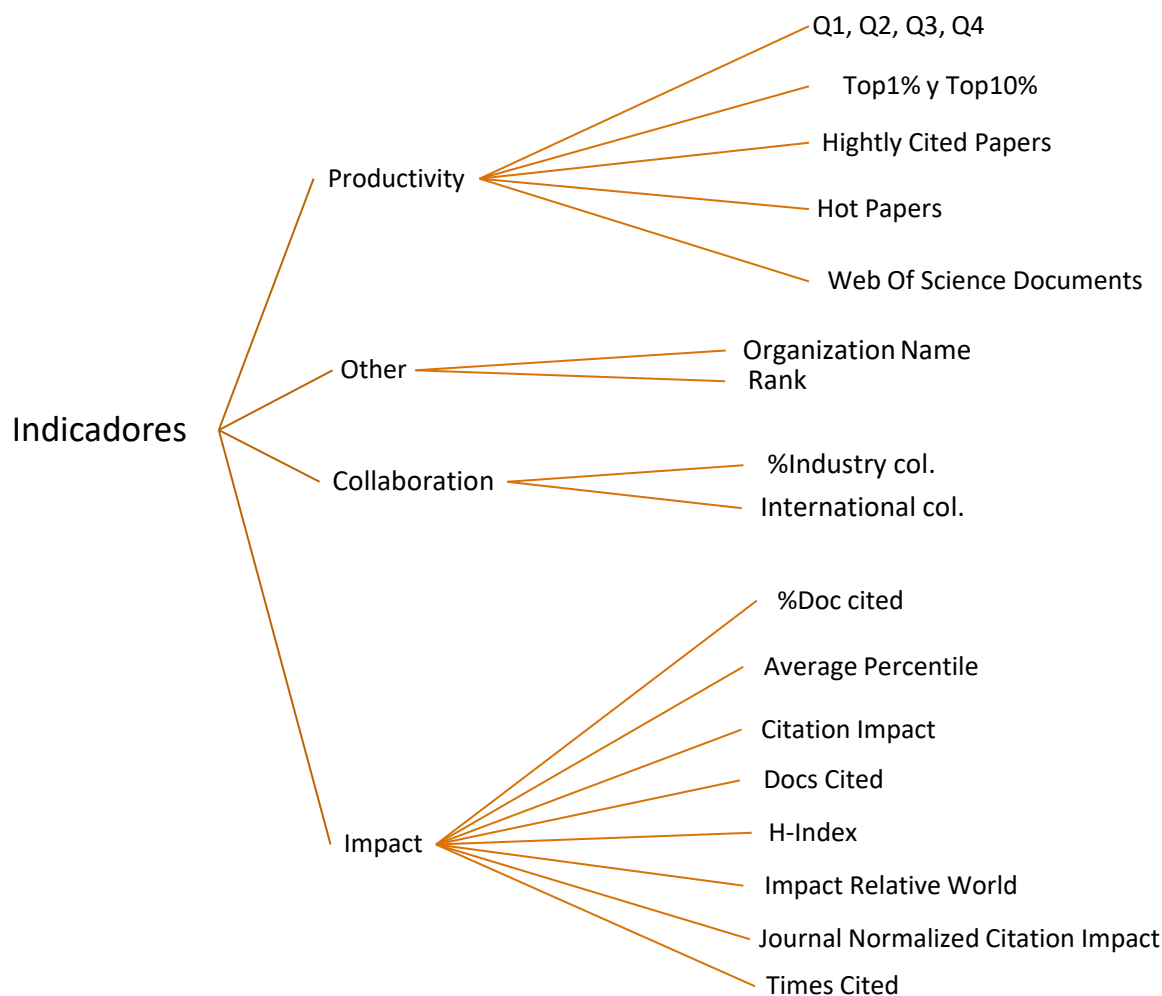 Indicadores
Productivity
Q1, Q2, Q3, Q4
Top1% y Top10%
Hightly Cited Papers
Hot Papers
Web Of Science Documents
Other
Organization Name
Rank
Collaboration
%Industry col.
International col.
Impact
%Doc cited
Average Percentile
Citation Impact
Docs Cited
H-Index
Impact Relative World
Journal Normalized Citation Impact
Times Cited